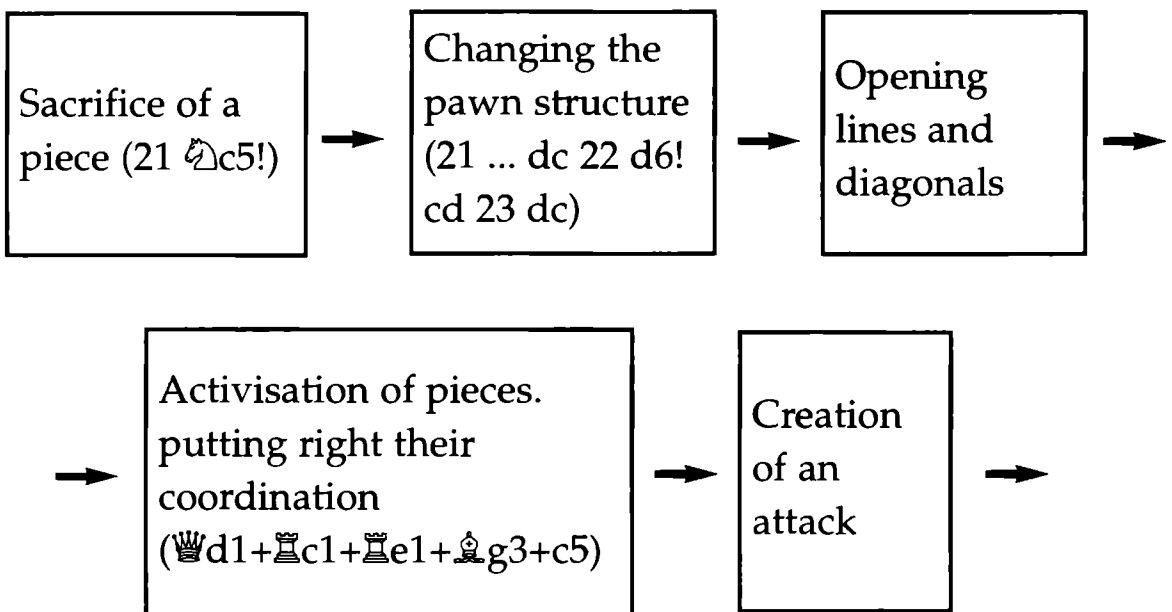 Sacrifice of a
piece (21 ♘c5!)
Changing the
pawn structure
(21 ... dc 22 d6!
cd 23 dc)
Opening
lines and
diagonals
Activisation of pieces.
putting right their
coordination
(♕d1+♖c1+♖e1+♗g3+c5)
Creation
of an
attack